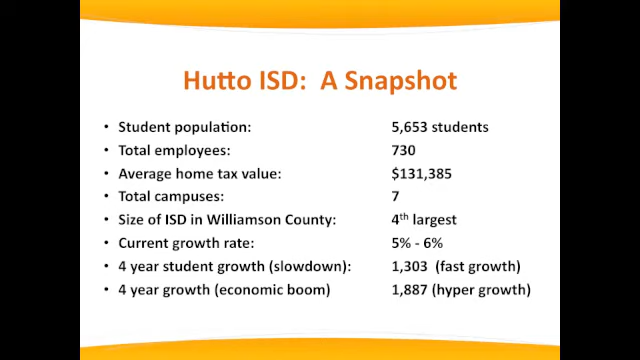 Hutto ISD: A Snapshot
• Student population: 5,653 students
• Total employees: 730
• Average home tax value: $131,385
• Total campuses: 7
• Size of ISD in Williamson County: 4th largest
• Current growth rate: 5% - 6%
• 4 year student growth (slowdown): 1,303 (fast growth)
• 4 year growth (economic boom) 1,887 (hyper growth)